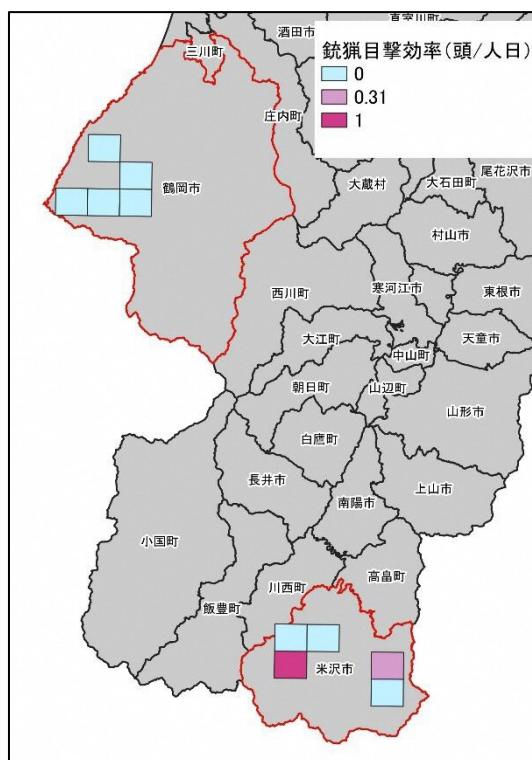 酒田市
真室川町
三川町
銃猟目撃効率(頭/人日)
0
0.31
1
庄内町
鶴岡市
大蔵村
大石田町
尾花沢市
村山市
西川町
寒河江市
東根市
大江町
天童市
中山町
朝日町
山辺町
山形市
白鷹町
長井市
南陽市
上山市
小国町
川西町
高畠町
飯豊町
米沢市